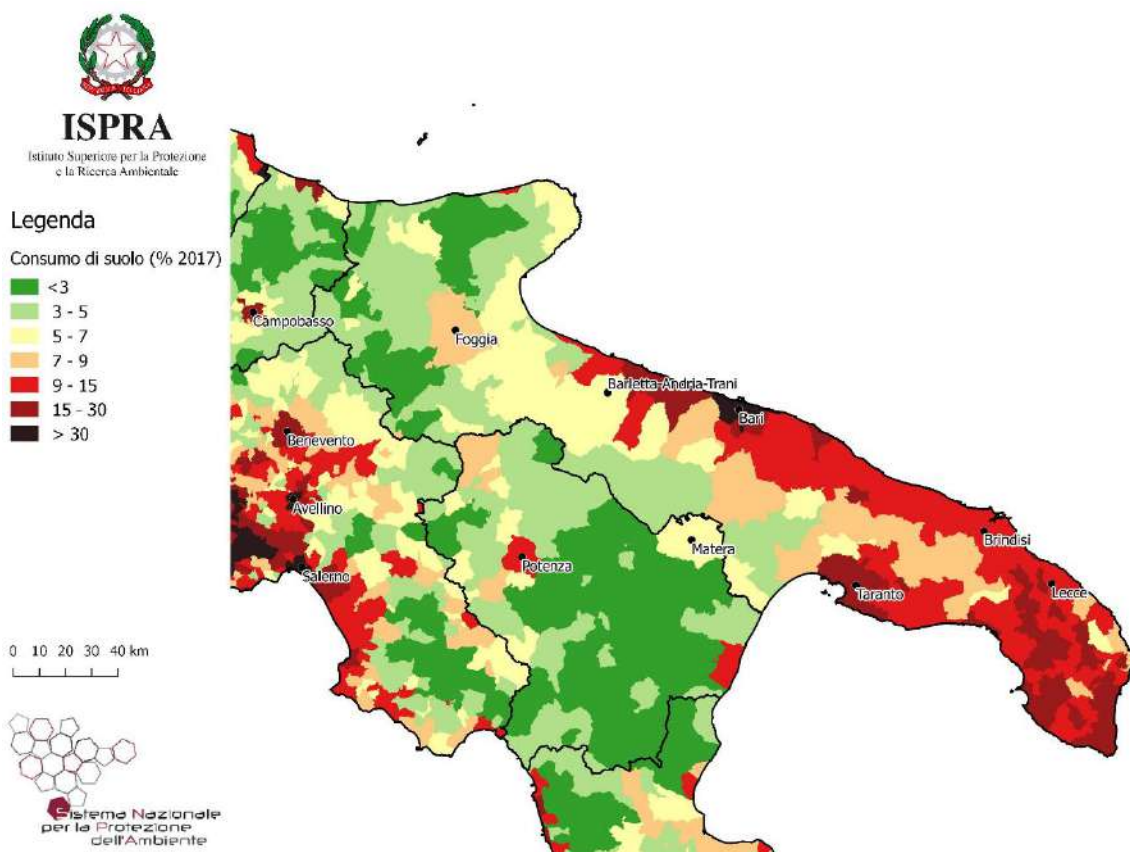 ISPRA
Istituto Superiore per la Protezione
e la Ricerca Ambientale
Legenda
Consumo di suolo (% 2017)
<3
3 - 5
5 - 7
7 - 9
9 - 15
15 - 30
> 30
Campobasso
Foggia
Barletta-Andria-Trani
Bari
Benevento
Avellino
Matera
Brindisi
Potenza
Salerno
Taranto
Lecce
0 10 20 40 km
Sistema Nazionale
per la Protezione
dell'Ambiente